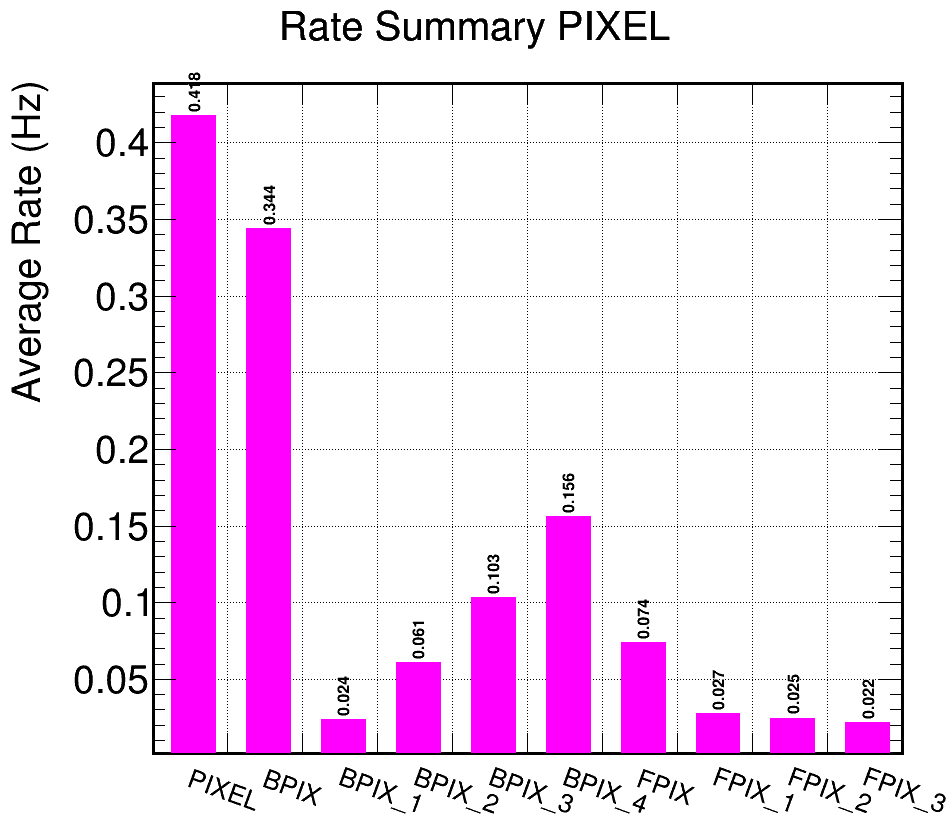 Rate Summary PIXEL
Average Rate (Hz)
0.4
0.35
0.3
0.25
0.2
0.15
0.1
0.05
0.418
0.344
0.024
0.061
0.103
0.156
0.074
0.027
0.025
0.022
PIXEL
BPIX
BPIX_1
BPIX_2
BPIX_3
BPIX_4
FPIX
FPIX_1
FPIX_2
FPIX_3